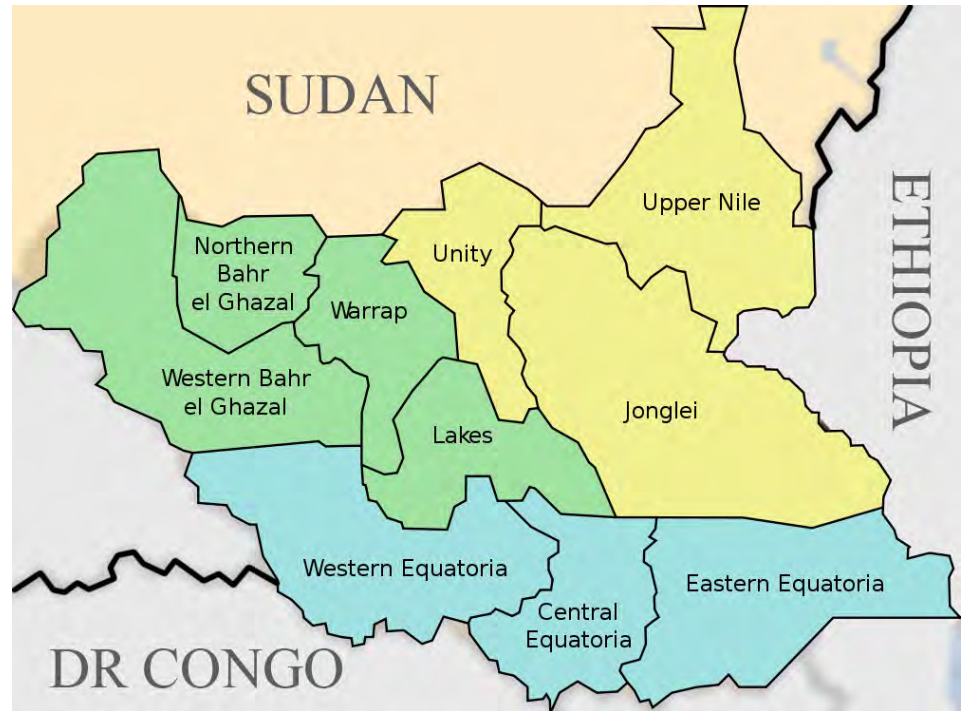 SUDAN
ETHIOPIA
Upper Nile
Northern
Bahr
el Ghazal
Unity
Warrap
Western Bahr
el Ghazal
Jonglei
Lakes
Western Equatoria
Eastern Equatoria
Central
Equatoria
DR CONGO